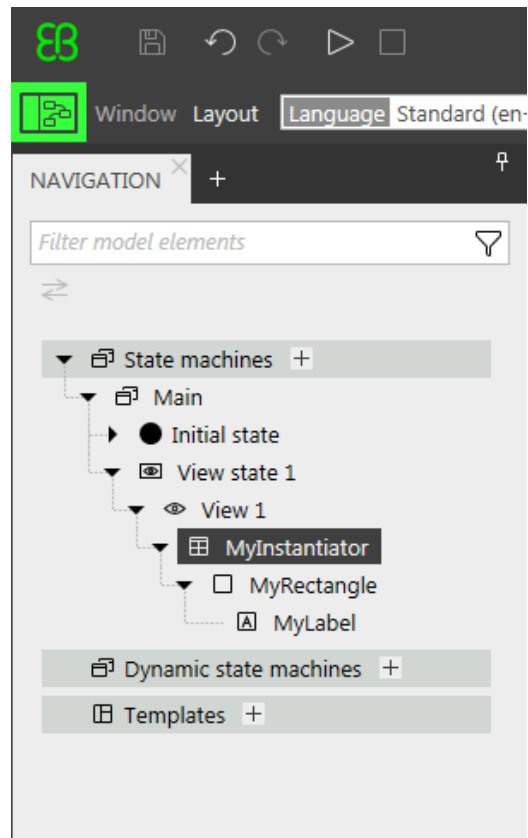 EB
Window Layout Language Standard (en-
NAVIGATION
Filter model elements
State machines
Main
Initial state
View state 1
View 1
MyInstantiator
MyRectangle
A MyLabel
Dynamic state machines
Templates